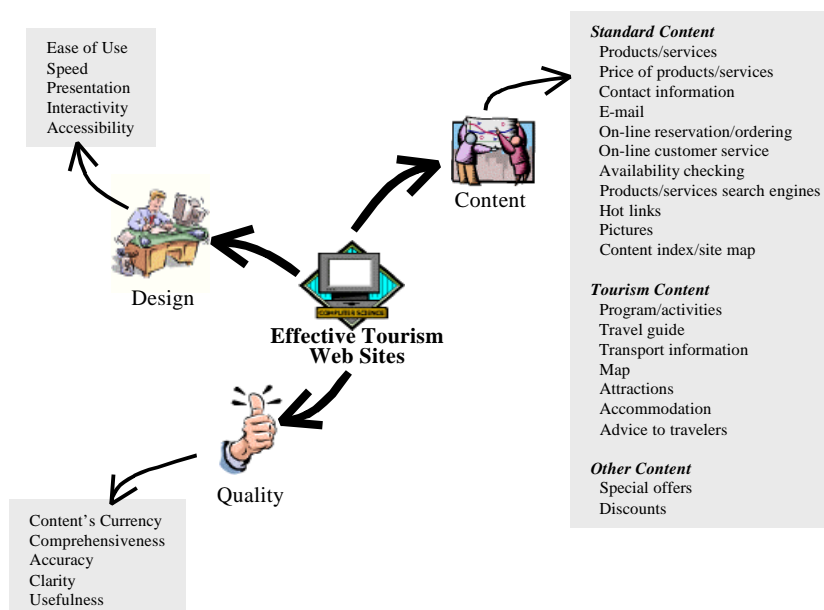 Ease of Use
Speed
Presentation
Interactivity
Accessibility
Design
Content
COMPUTER SCIENCE
Effective Tourism
Web Sites
Quality
Content's Currency
Comprehensiveness
Accuracy
Clarity
Usefulness
Standard Content
Products/services
Price of products/services
Contact information
E-mail
On-line reservation/ordering
On-line customer service
Availability checking
Products/services search engines
Hot links
Pictures
Content index/site map
Tourism Content
Program/activities
Travel guide
Transport information
Map
Attractions
Accommodation
Advice to travelers
Other Content
Special offers
Discounts